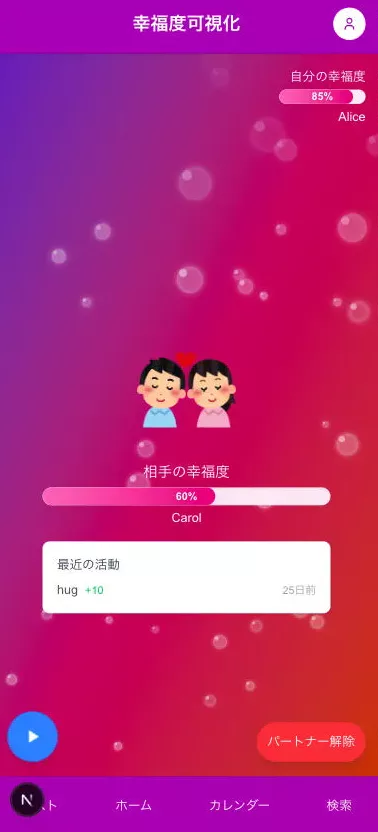 幸福度可視化
自分の幸福度
85%
Alice
相手の幸福度
60%
Carol
最近の活動
hug +10 25日前
パートナー解除
N スト ホーム カレンダー 検索